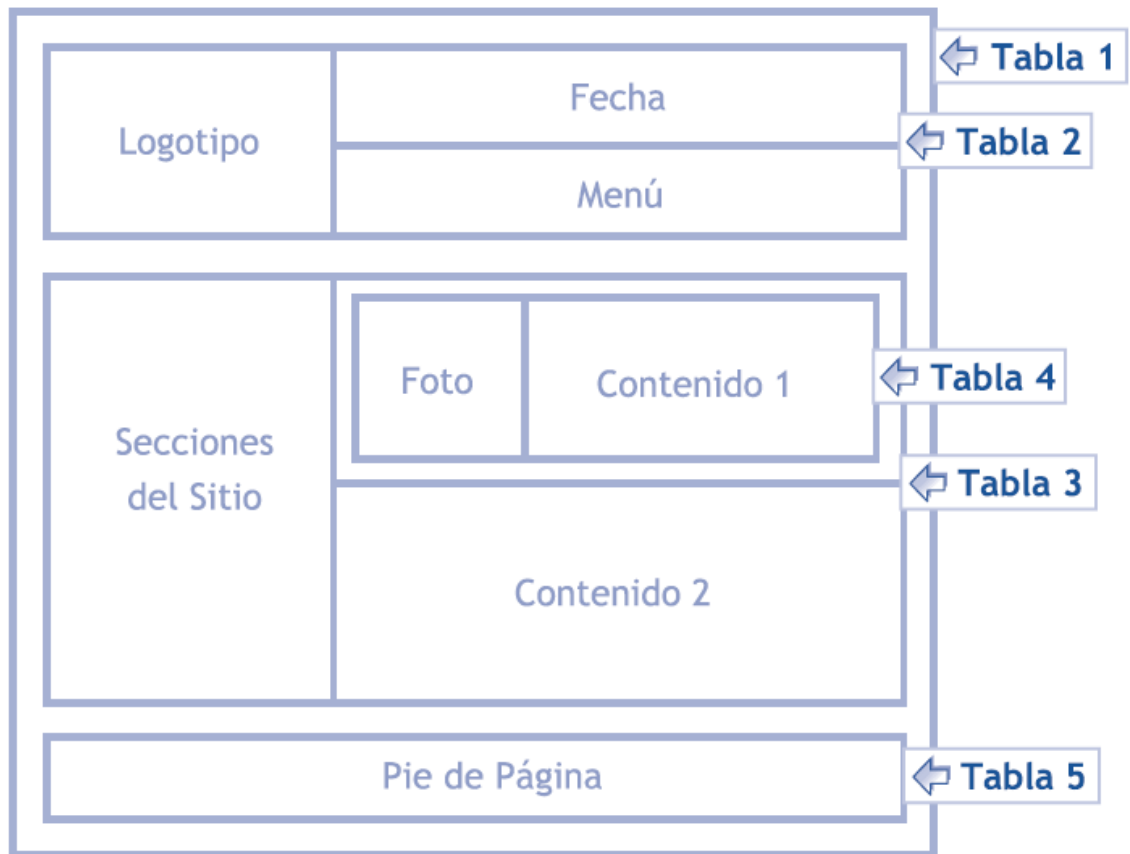 Tabla 1
Logotipo
Fecha
Tabla 2
Menú
Foto
Contenido 1
Tabla 4
Secciones
del Sitio
Tabla 3
Contenido 2
Pie de Página
Tabla 5